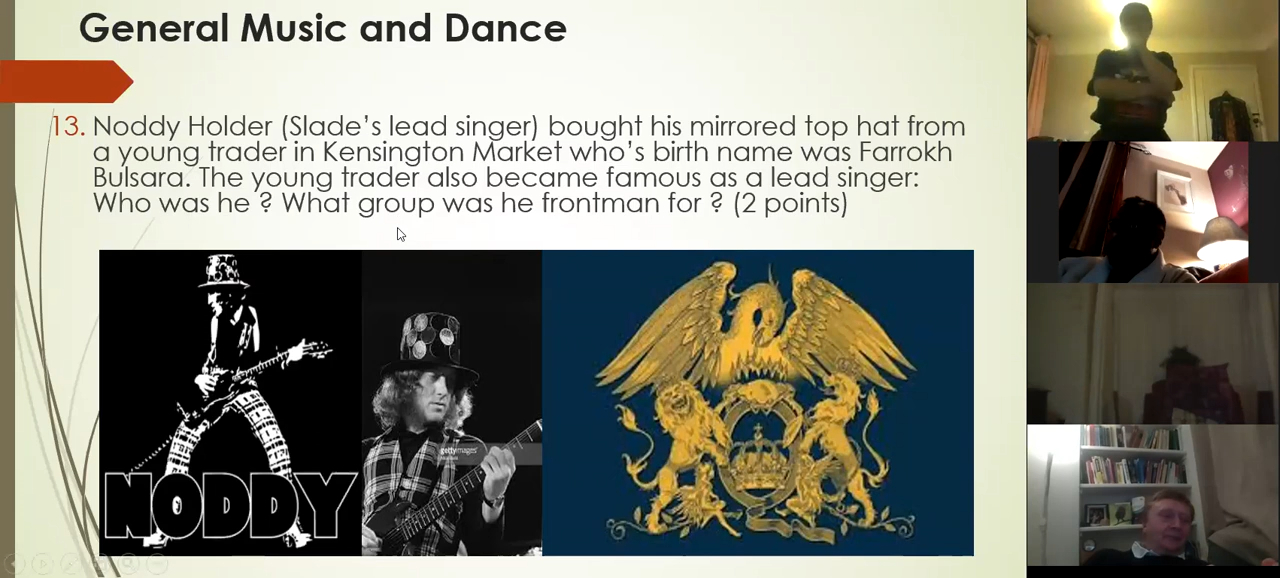 General Music and Dance
13. Noddy Holder (Slade’s lead singer) bought his mirrored top hat from
a young trader in Kensington Market who’s birth name was Farrokh
Bulsara. The young trader also became famous as a lead singer:
Who was he ? What group was he frontman for ? (2 points)
gettyimages
NODDY